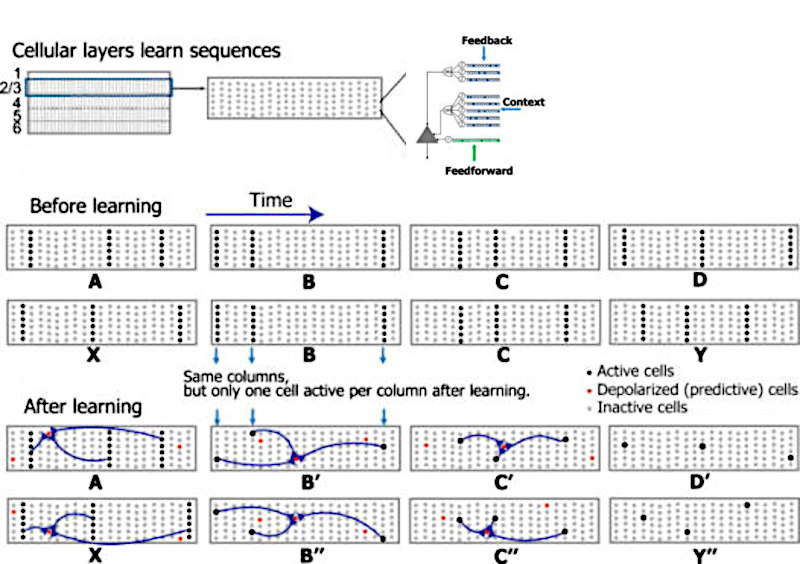 Cellular layers learn sequences
1
2/3
4
5
6
Feedback
Context
Feedforward
Before learning
Time
A
B
C
D
X
B
C
Y
Same columns,
but only one cell active per column after learning.
Active cells
Depolarized (predictive) cells
Inactive cells
After learning
A
B′
C′
D′
X
B″
C″
Y″